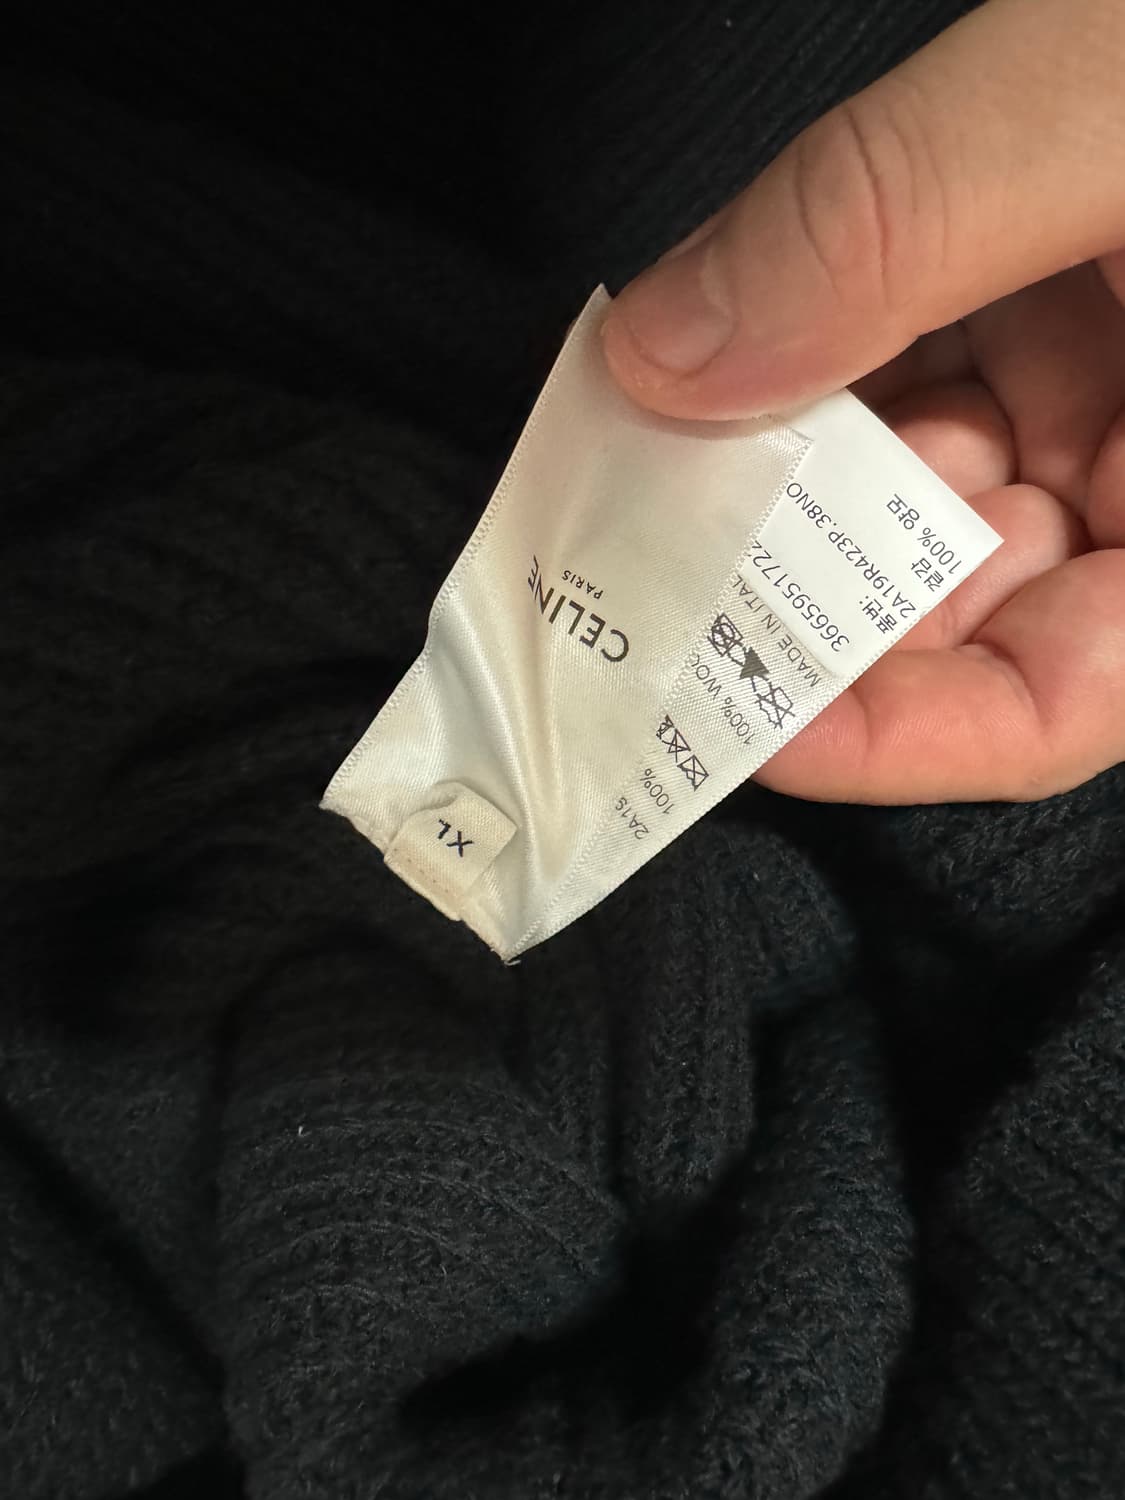 CELINE
PARIS
XL
2A1S
100%
100% WOO
MADE IN ITAL
366595172
품번:
2A19R423P.38NO
겉감
100% 양모